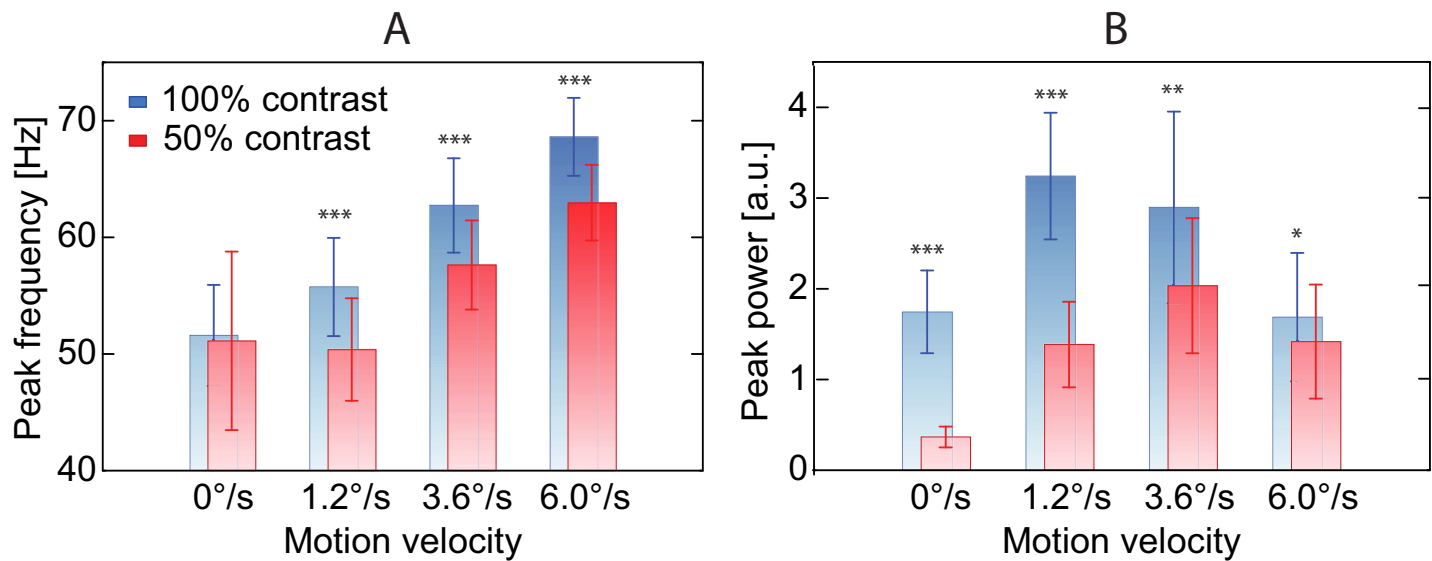 A
Peak frequency [Hz]
70
60
50
40
100% contrast
50% contrast
***
***
***
0°/s 1.2°/s 3.6°/s 6.0°/s
Motion velocity
B
Peak power [a.u.]
4
3
2
1
0
***
***
**
*
0°/s 1.2°/s 3.6°/s 6.0°/s
Motion velocity